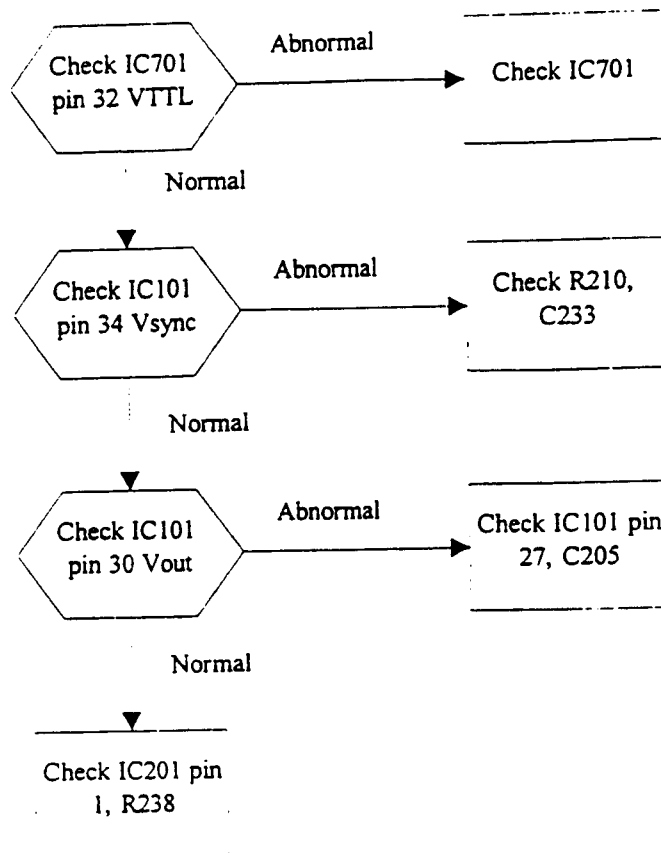 Check IC701
pin 32 VTTL
Abnormal
Check IC701
Normal
Check IC101
pin 34 Vsync
Abnormal
Check R210,
C233
Normal
Check IC101
pin 30 Vout
Abnormal
Check IC101 pin
27, C205
Normal
Check IC201 pin
1, R238